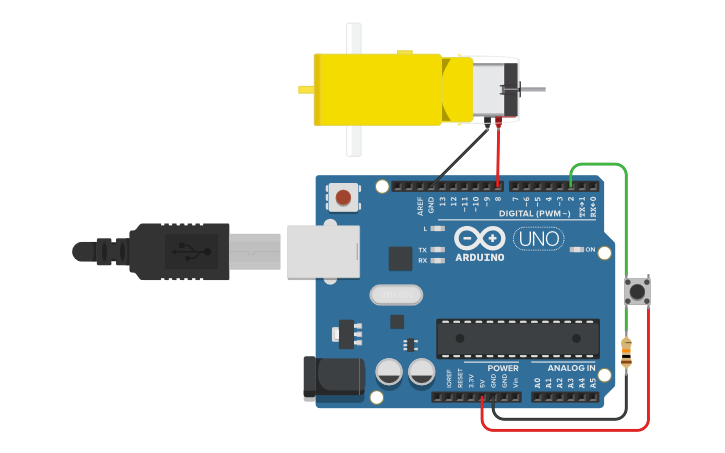 AREF
GND
13
12
~11
~10
~9
8
7
~6
~5
4
~3
2
TX→1
RX←0
DIGITAL (PWM~)
L
TX
RX
ARDUINO
UNO
ON
POWER
ANALOG IN
IOREF
RESET
3.3V
5V
GND
GND
Vin
A0
A1
A2
A3
A4
A5